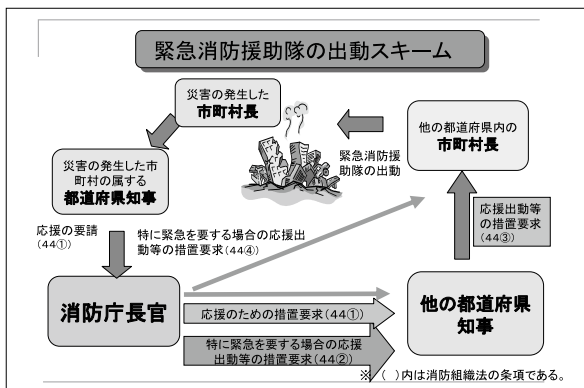 緊急消防援助隊の出動スキーム
災害の発生した
市町村長
災害の発生した市
町村の属する
都道府県知事
他の都道府県内の
市町村長
緊急消防援
助隊の出動
応援の要請
(44①)
特に緊急を要する場合の応援出
動等の措置要求(44④)
応援出動等
の措置要求
(44③)
消防庁長官
応援のための措置要求(44①)
特に緊急を要する場合の応援
出動等の措置要求(44②)
他の都道府県
知事
※ ( )内は消防組織法の条項である。